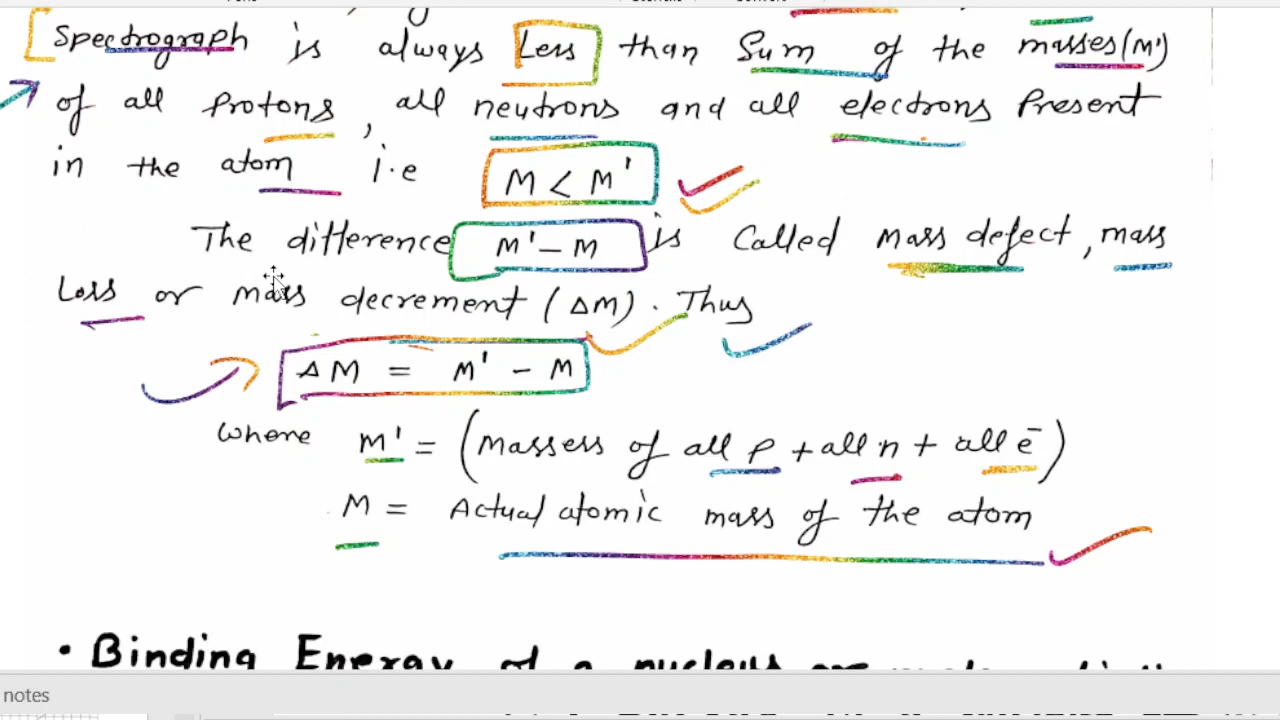 Spectrograph is always Less than Sum of the masses(M')
of all Protons, all neutrons and all electrons Present
in the atom i.e M < M'
The difference M' - M is Called Mass defect, mass
Loss or mass decrement (ΔM). Thus
ΔM = M' - M
where M' = (Massess of all p + all n + all e⁻)
M = Actual atomic mass of the atom
• Binding Energy of a nucleus
notes